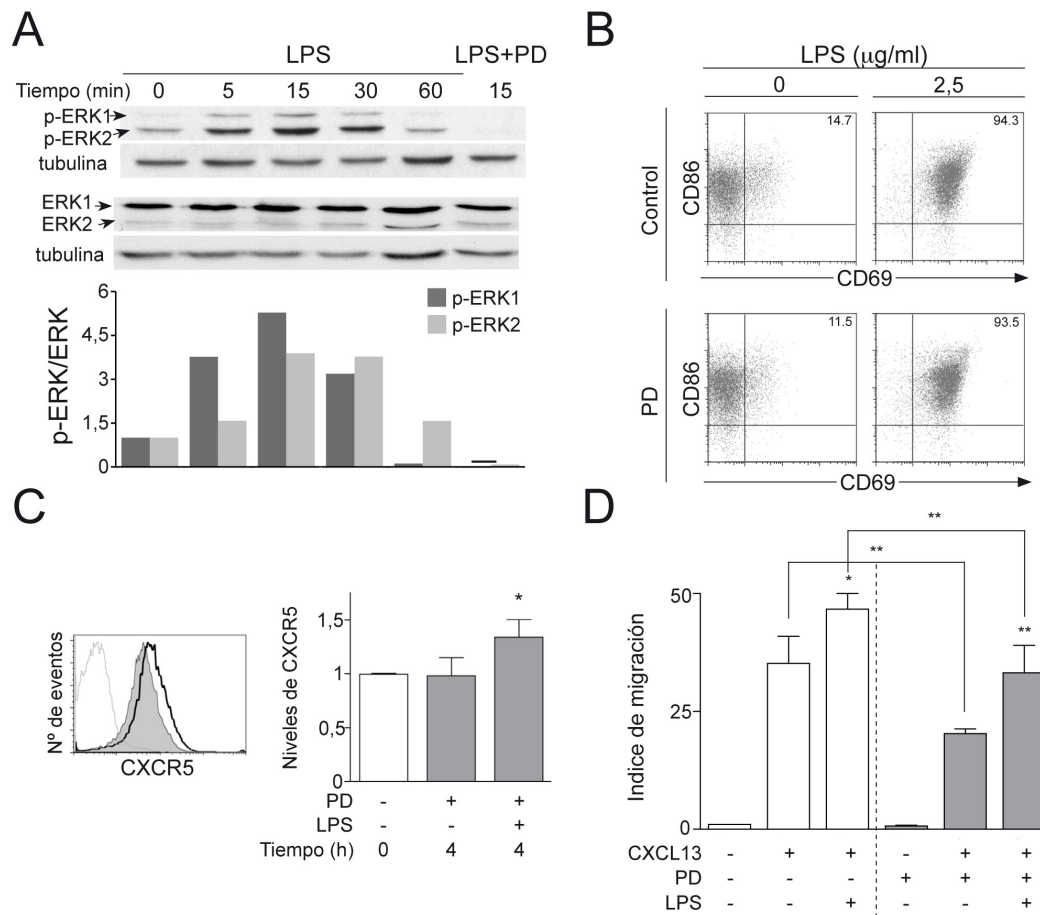 A
LPS LPS+PD
Tiempo (min) 0 5 15 30 60 15
p-ERK1
p-ERK2
tubulina
ERK1
ERK2
tubulina
p-ERK/ERK
6
4,5
3
1,5
0
p-ERK1
p-ERK2
B
LPS (µg/ml)
0 2,5
Control
CD86
14.7
94.3
CD69
PD
CD86
11.5
93.5
CD69
C
Nº de eventos
CXCR5
Niveles de CXCR5
1,5
1
0,5
0
*
PD - + +
LPS - - +
Tiempo (h) 0 4 4
D
**
**
*
**
Indice de migración
50
25
0
CXCL13 - + + - + +
PD - - - + + +
LPS - - + - - +